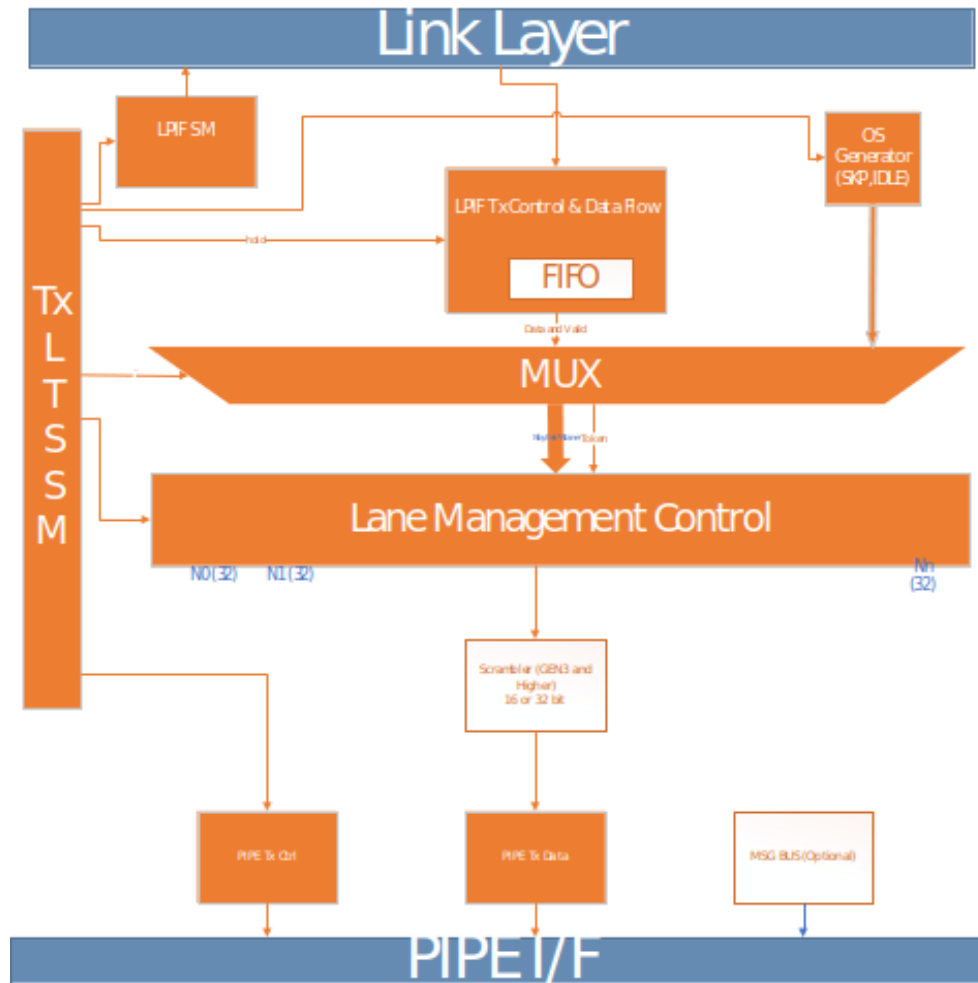 Link Layer
LPIF SM
OS
Generator
(SKP,IDLE)
LPIF Tx Control & Data Flow
hold
FIFO
Tx
L
T
S
S
M
Data and Valid
MUX
Token
Lane Management Control
N0 (32)
N1 (32)
Nn
(32)
Scrambler (GEN3 and
Higher)
16 or 32 bit
PIPE Tx Ctrl
PIPE Tx Data
MSG BUS (Optional)
PIPE I/F